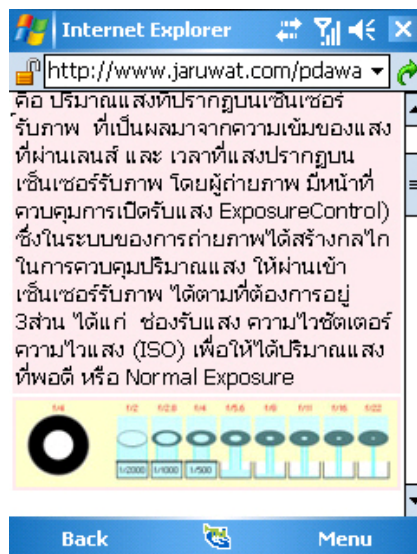 Internet Explorer
http://www.jaruwat.com/pdawa
คือ ปริมาณแสงที่ปรากฏบนเซ็นเซอร์
รับภาพ ที่เป็นผลมาจากความเข้มของแสง
ที่ผ่านเลนส์ และ เวลาที่แสงปรากฏบน
เซ็นเซอร์รับภาพ โดยผู้ถ่ายภาพ มีหน้าที่
ควบคุมการเปิดรับแสง ExposureControl)
ซึ่งในระบบของการถ่ายภาพได้สร้างกลไก
ในการควบคุมปริมาณแสง ให้ผ่านเข้า
เซ็นเซอร์รับภาพ ได้ตามที่ต้องการอยู่
3ส่วน ได้แก่ ช่องรับแสง ความไวชัตเตอร์
ความไวแสง (ISO) เพื่อให้ได้ปริมาณแสง
ที่พอดี หรือ Normal Exposure
f/4 f/2 f/2.8 f/4 f/5.6 f/8 f/11 f/16 f/22
1/2000 1/1000 1/500
Back Menu